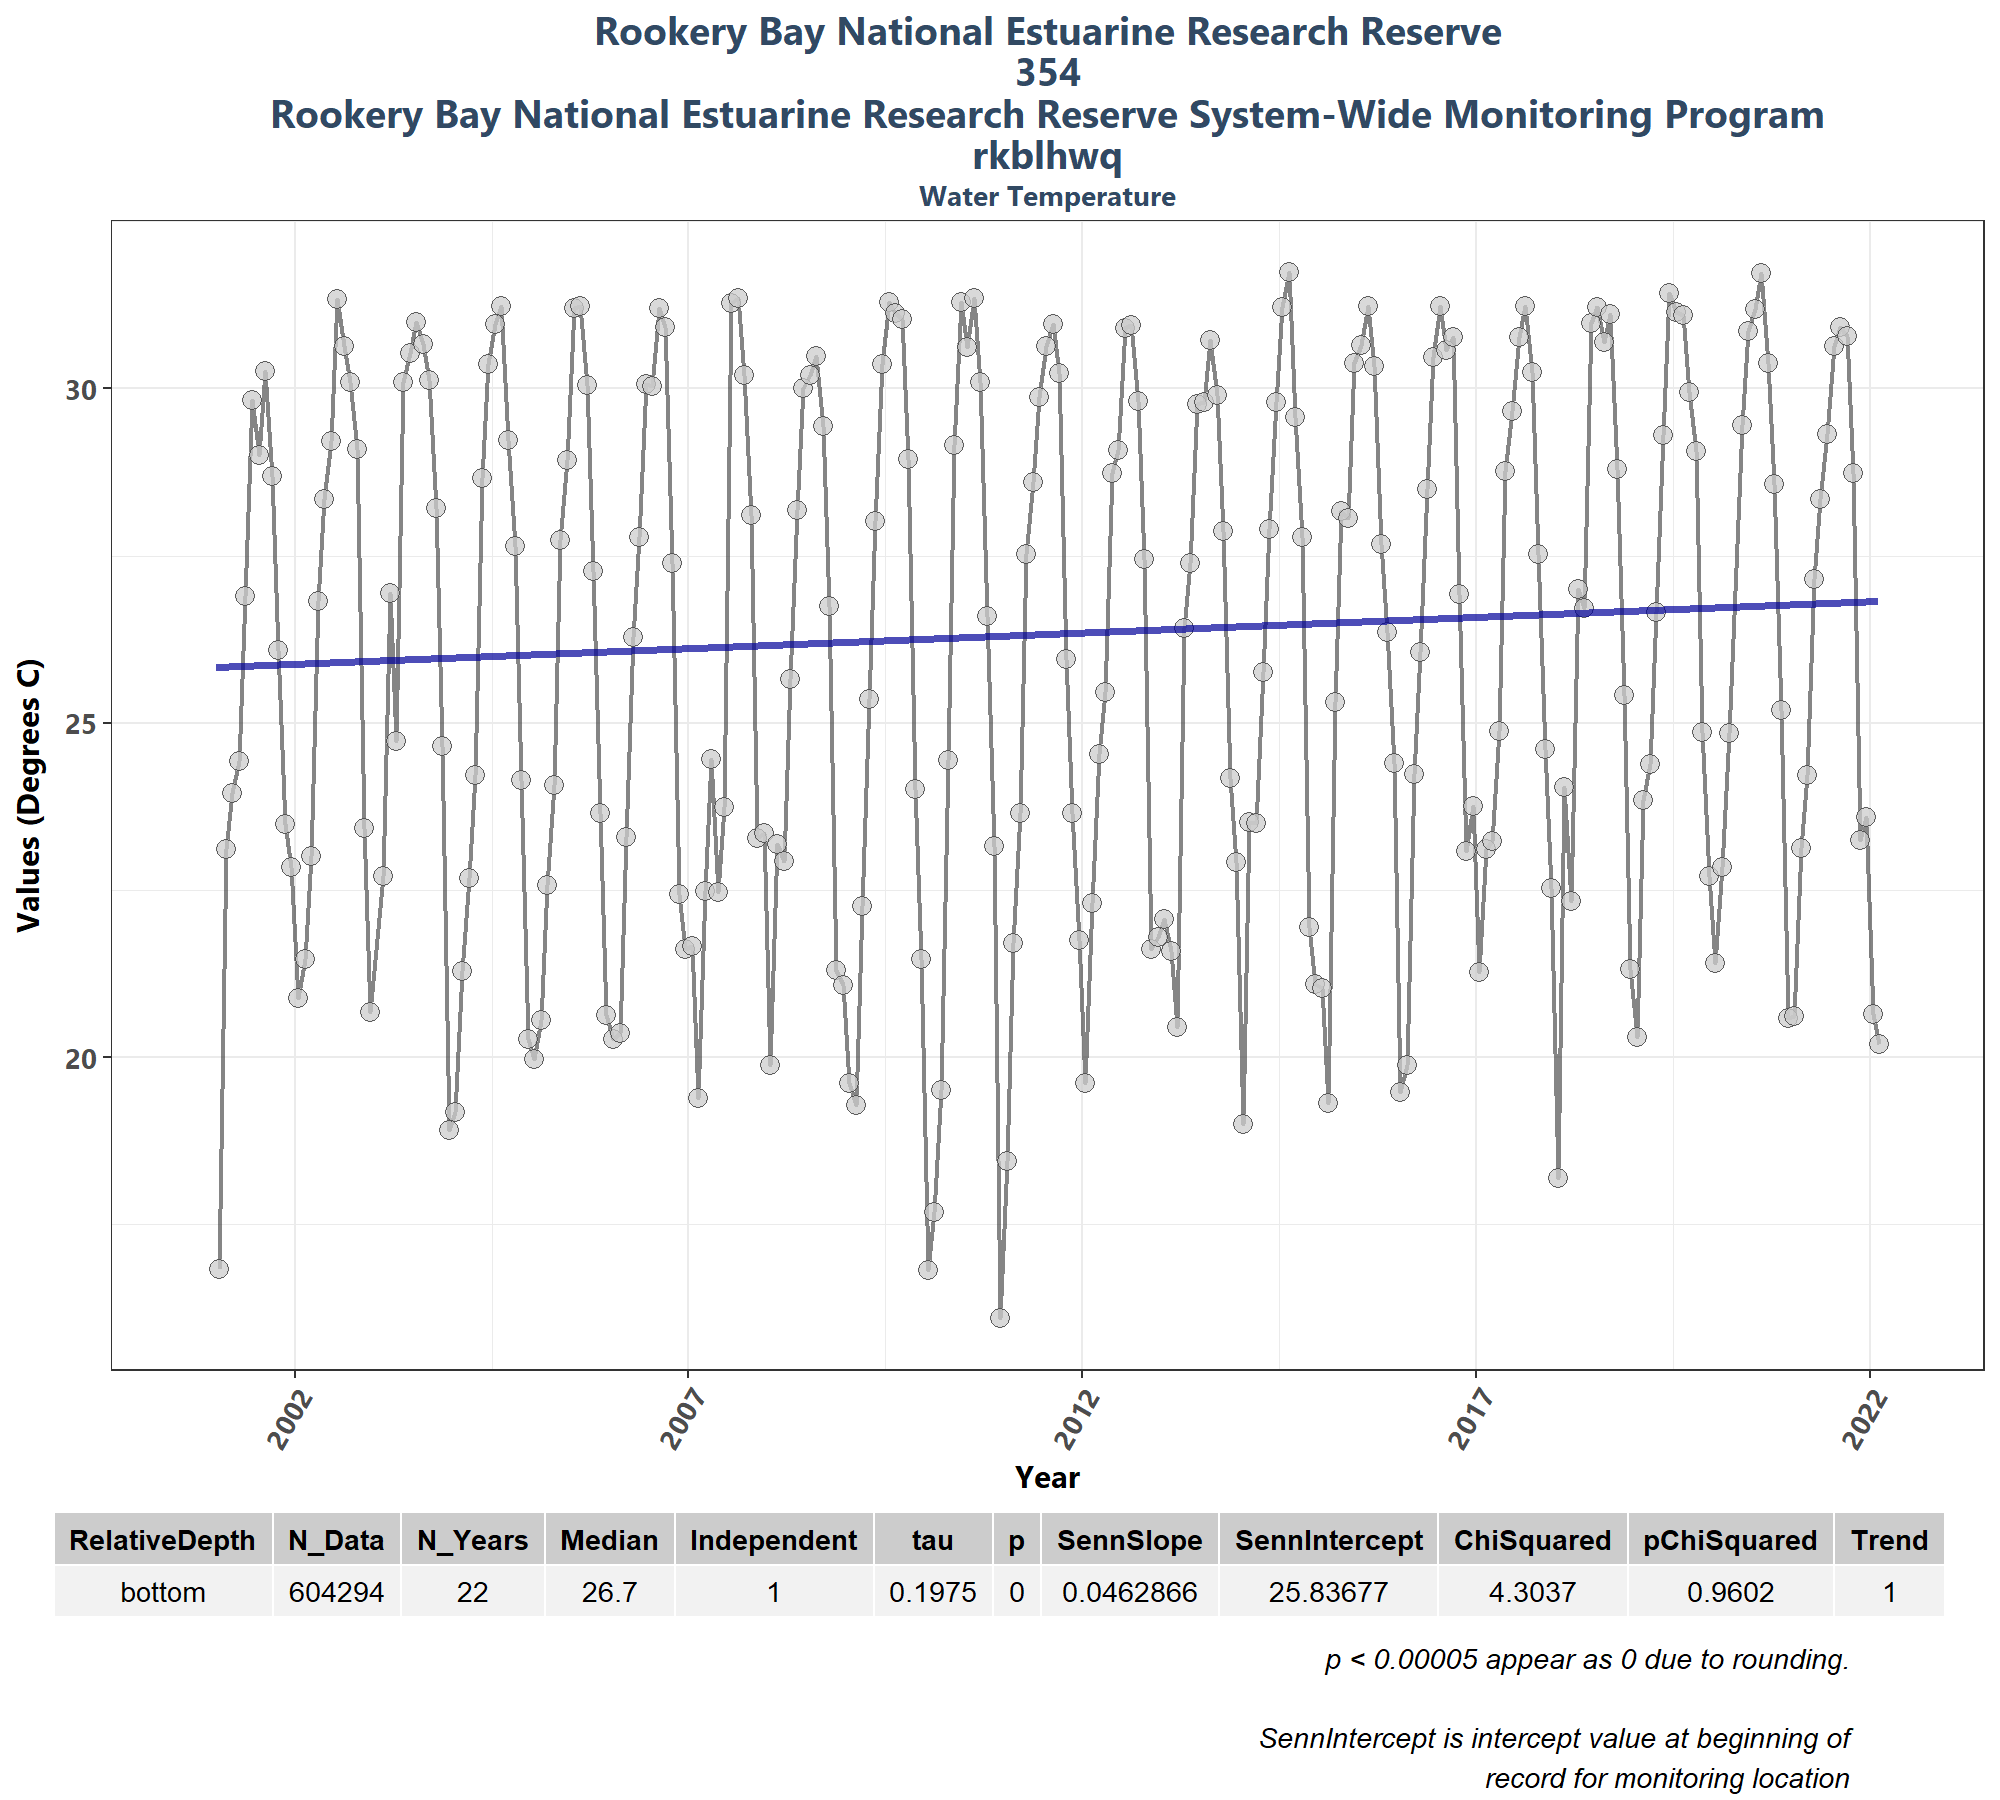 Rookery Bay National Estuarine Research Reserve
354
Rookery Bay National Estuarine Research Reserve System-Wide Monitoring Program
rkblhwq
Water Temperature
Values (Degrees C)
30
25
20
2002
2007
2012
2017
2022
Year
RelativeDepth N_Data N_Years Median Independent tau p SennSlope SennIntercept ChiSquared pChiSquared Trend
bottom 604294 22 26.7 1 0.1975 0 0.0462866 25.83677 4.3037 0.9602 1
p < 0.00005 appear as 0 due to rounding.
SennIntercept is intercept value at beginning of
record for monitoring location